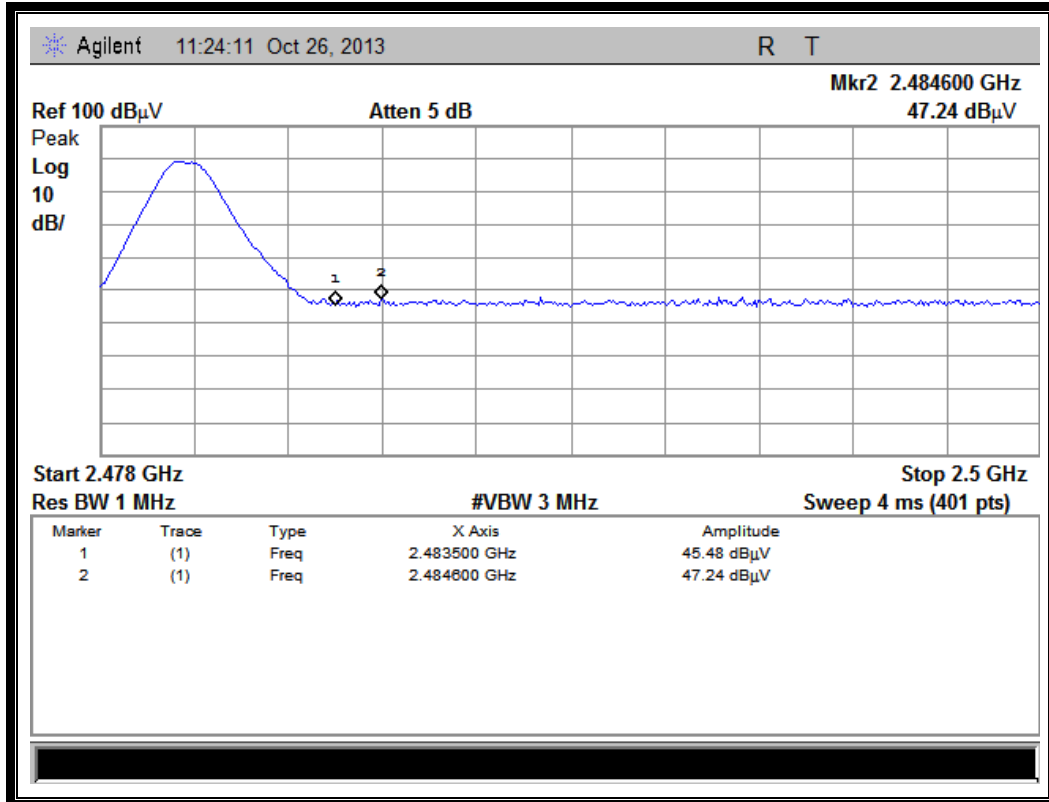 Agilent 11:24:11 Oct 26, 2013 R T
Mkr2 2.484600 GHz
Ref 100 dBµV Atten 5 dB 47.24 dBµV
Peak
Log
10
dB/
1 2
Start 2.478 GHz Stop 2.5 GHz
Res BW 1 MHz #VBW 3 MHz Sweep 4 ms (401 pts)
Marker Trace Type X Axis Amplitude
1 (1) Freq 2.483500 GHz 45.48 dBµV
2 (1) Freq 2.484600 GHz 47.24 dBµV